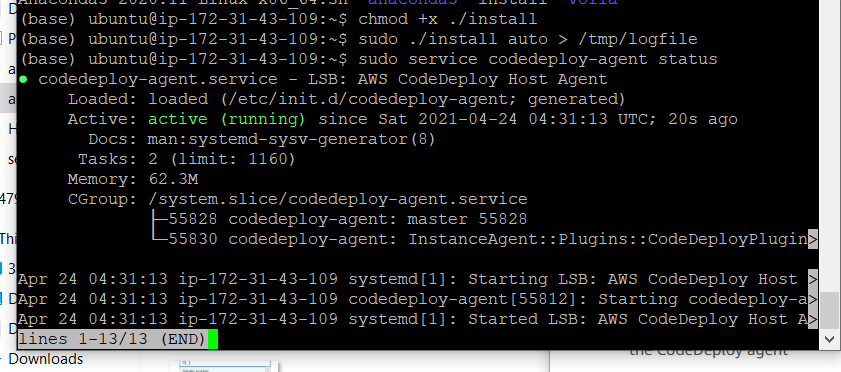 Anaconda3-2020.11-Linux-x86_64.sh anaconda3 install
(base) ubuntu@ip-172-31-43-109:~$ chmod +x ./install
(base) ubuntu@ip-172-31-43-109:~$ sudo ./install auto > /tmp/logfile
(base) ubuntu@ip-172-31-43-109:~$ sudo service codedeploy-agent status
● codedeploy-agent.service - LSB: AWS CodeDeploy Host Agent
Loaded: loaded (/etc/init.d/codedeploy-agent; generated)
Active: active (running) since Sat 2021-04-24 04:31:13 UTC; 20s ago
Docs: man:systemd-sysv-generator(8)
Tasks: 2 (limit: 1160)
Memory: 62.3M
CGroup: /system.slice/codedeploy-agent.service
├─55828 codedeploy-agent: master 55828
└─55830 codedeploy-agent: InstanceAgent::Plugins::CodeDeployPlugin>
Apr 24 04:31:13 ip-172-31-43-109 systemd[1]: Starting LSB: AWS CodeDeploy Host >
Apr 24 04:31:13 ip-172-31-43-109 codedeploy-agent[55812]: Starting codedeploy-a>
Apr 24 04:31:13 ip-172-31-43-109 systemd[1]: Started LSB: AWS CodeDeploy Host A>
lines 1-13/13 (END)
D
P
a
a
H
se
479
Thi
3
D
D
Downloads
the CodeDeploy agent